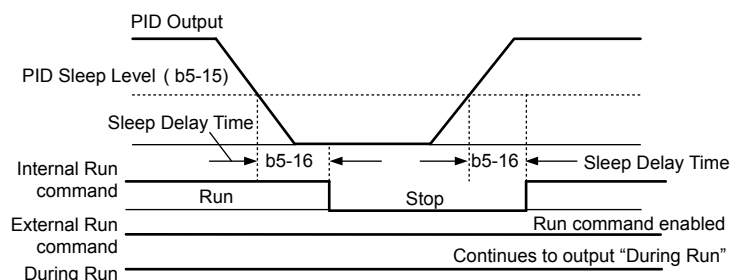 PID Output
PID Sleep Level ( b5-15)
Sleep Delay Time
b5-16
b5-16
Sleep Delay Time
Internal Run
command
Run
Stop
External Run
command
Run command enabled
Continues to output “During Run”
During Run